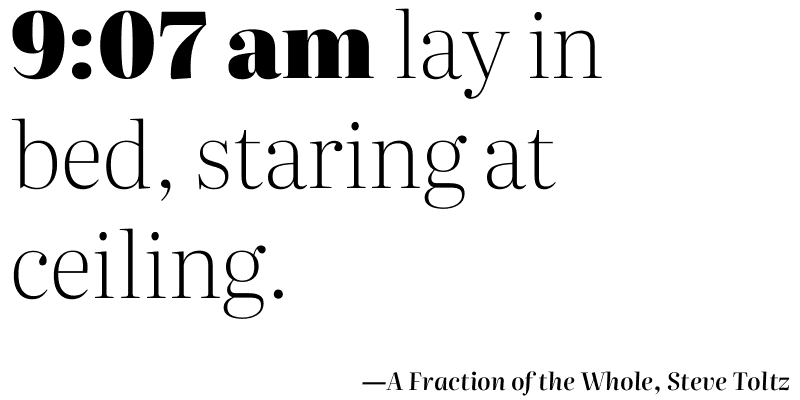 9:07 am lay in
bed, staring at
ceiling.
—A Fraction of the Whole, Steve Toltz